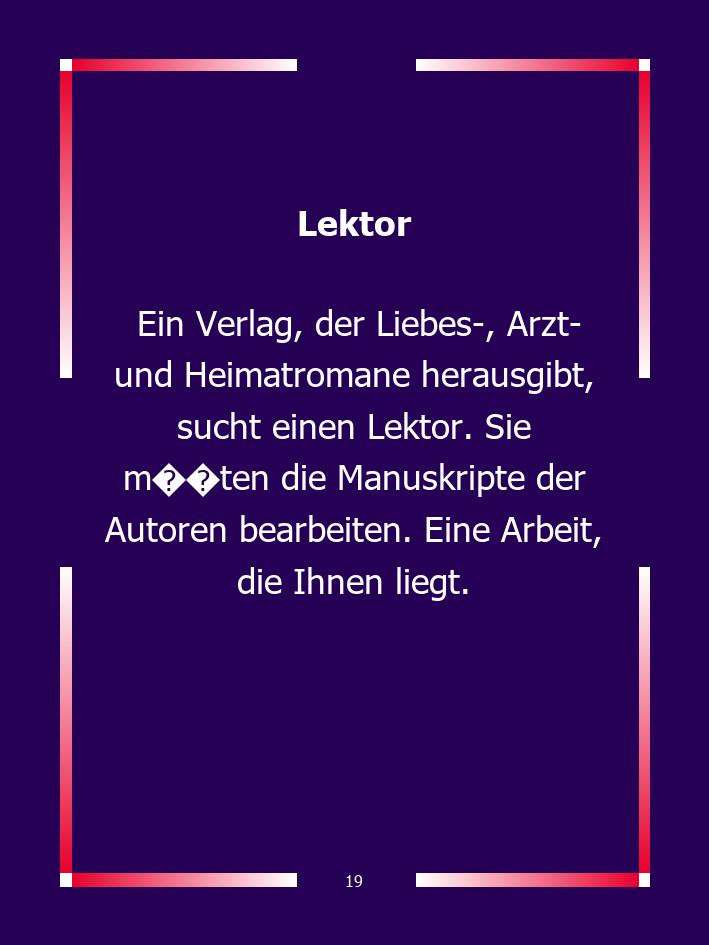 Lektor
Ein Verlag, der Liebes-, Arzt-
und Heimatromane herausgibt,
sucht einen Lektor. Sie
m��ten die Manuskripte der
Autoren bearbeiten. Eine Arbeit,
die Ihnen liegt.
19